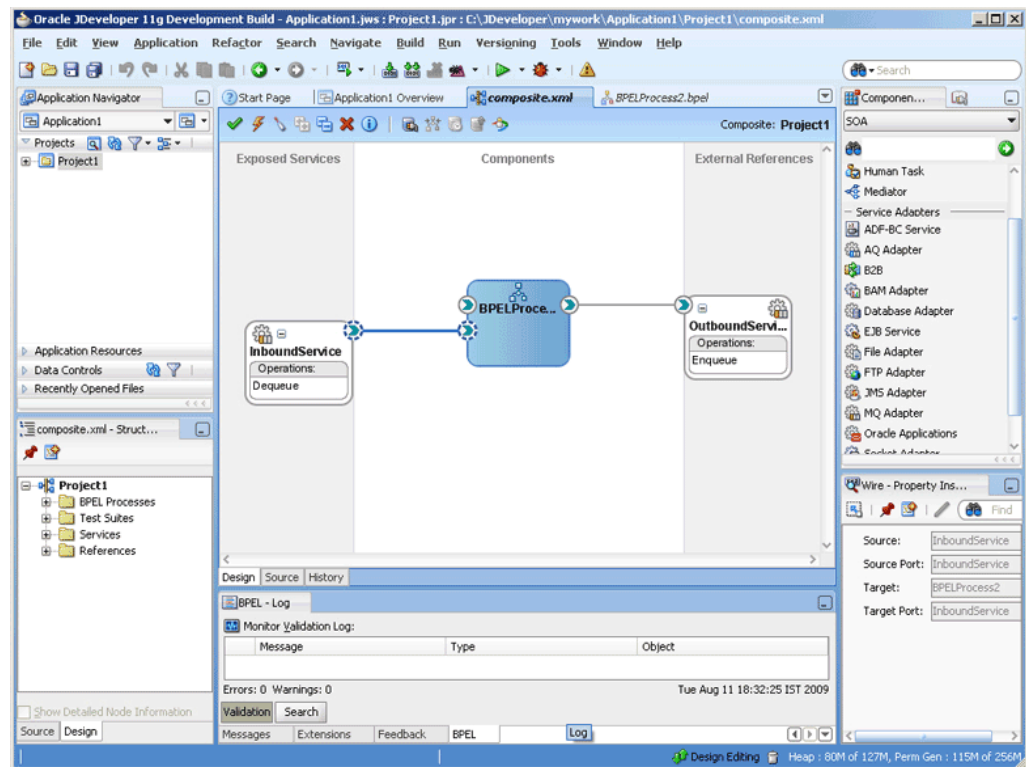 Oracle JDeveloper 11g Development Build - Application1.jws : Project1.jpr : C:\JDeveloper\mywork\Application1\Project1\composite.xml
File Edit View Application Refactor Search Navigate Build Run Versioning Tools Window Help
Search
Application Navigator
Application1
Projects
Project1
Application Resources
Data Controls
Recently Opened Files
composite.xml - Struct...
Project1
BPEL Processes
Test Suites
Services
References
Show Detailed Node Information
Source Design
Start Page Application1 Overview composite.xml BPELProcess2.bpel
Composite: Project1
Exposed Services Components External References
InboundService
Operations:
Dequeue
BPELProce...
OutboundServi...
Operations:
Enqueue
Design Source History
BPEL - Log
Monitor Validation Log:
Message Type Object
Errors: 0 Warnings: 0 Tue Aug 11 18:32:25 IST 2009
Validation Search
Messages Extensions Feedback BPEL Log
Componen...
SOA
Human Task
Mediator
Service Adapters
ADF-BC Service
AQ Adapter
B2B
BAM Adapter
Database Adapter
EJB Service
File Adapter
FTP Adapter
JMS Adapter
MQ Adapter
Oracle Applications
Socket Adapter
Wire - Property Ins...
Find
Source: InboundService
Source Port: InboundService
Target: BPELProcess2
Target Port: InboundService
Design Editing Heap : 80M of 127M, Perm Gen : 115M of 256M